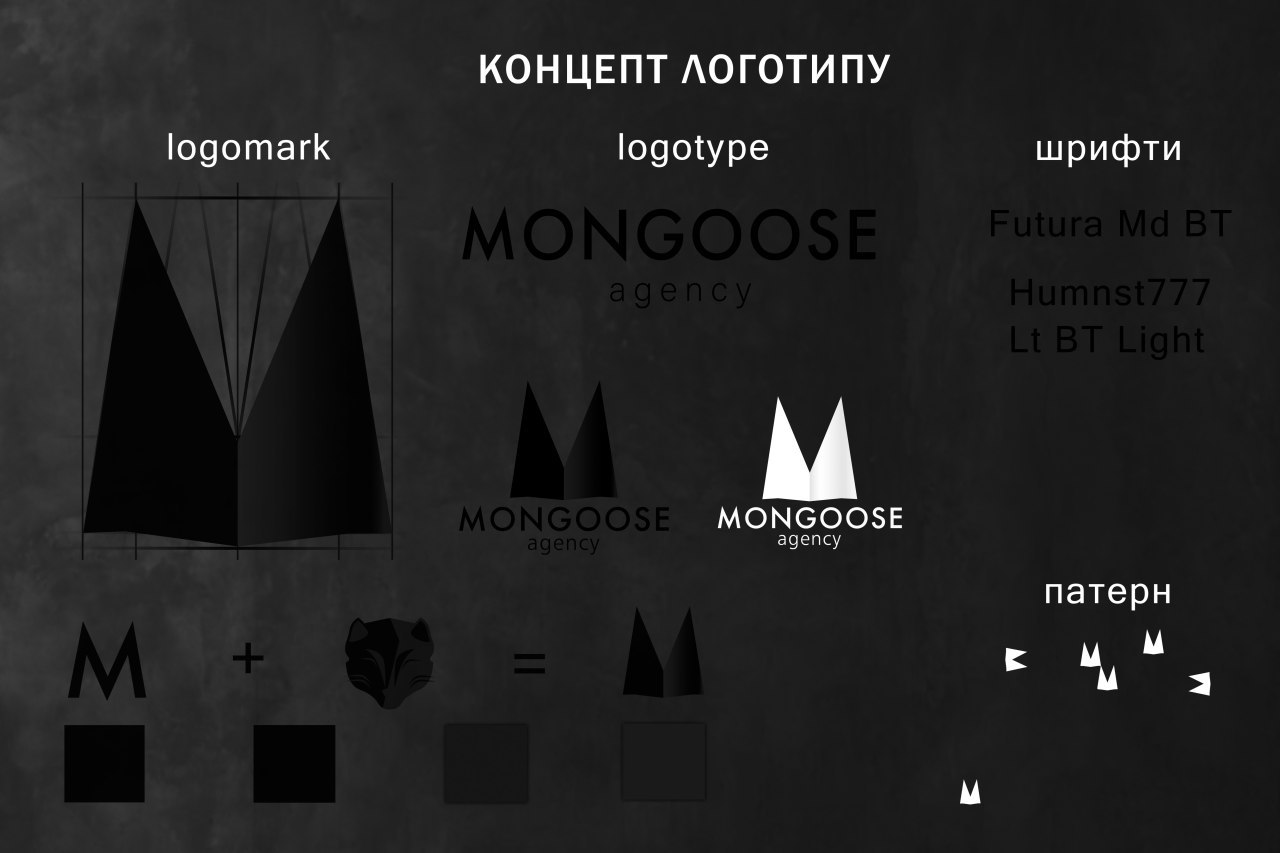 КОНЦЕПТ ЛОГОТИПУ
logomark
logotype
шрифти
MONGOOSE
agency
Futura Md BT
Humnst777
Lt BT Light
MONGOOSE
agency
MONGOOSE
agency
патерн
M + =